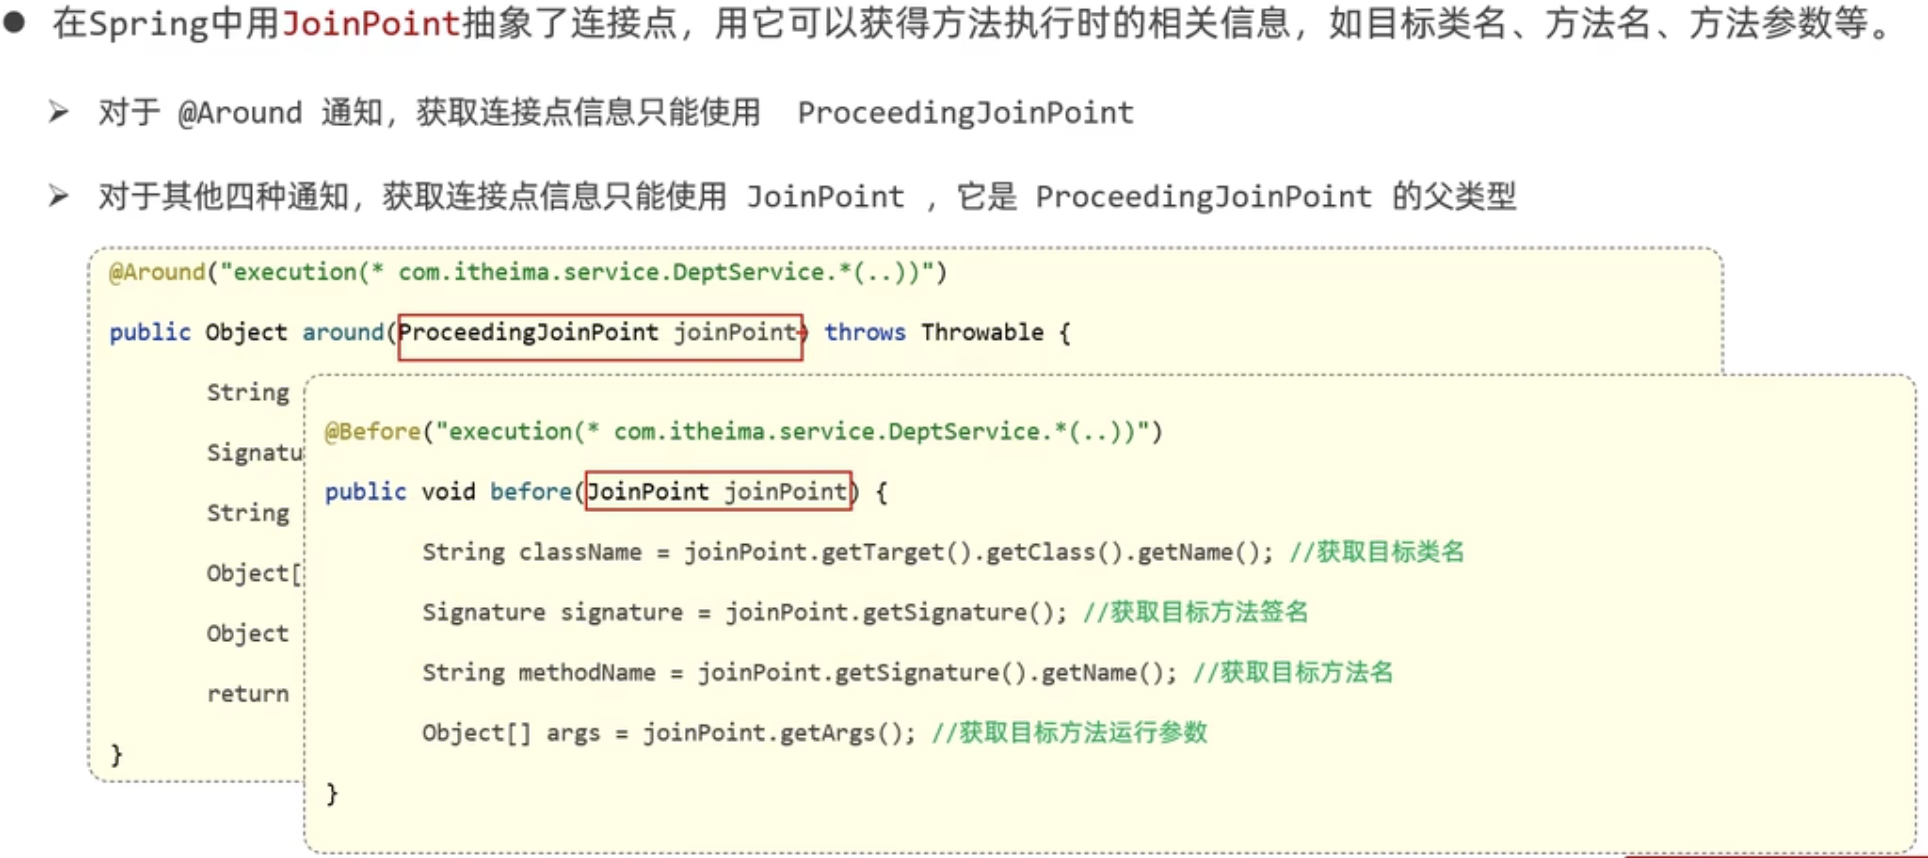 ● 在Spring中用JoinPoint抽象了连接点，用它可以获得方法执行时的相关信息，如目标类名、方法名、方法参数等。
➢ 对于 @Around 通知，获取连接点信息只能使用 ProceedingJoinPoint
➢ 对于其他四种通知，获取连接点信息只能使用 JoinPoint ，它是 ProceedingJoinPoint 的父类型
@Around("execution(* com.itheima.service.DeptService.*(..))")
public Object around(ProceedingJoinPoint joinPoint) throws Throwable {
String
Signatu
String
Object[
Object
return
}
@Before("execution(* com.itheima.service.DeptService.*(..))")
public void before(JoinPoint joinPoint) {
String className = joinPoint.getTarget().getClass().getName(); //获取目标类名
Signature signature = joinPoint.getSignature(); //获取目标方法签名
String methodName = joinPoint.getSignature().getName(); //获取目标方法名
Object[] args = joinPoint.getArgs(); //获取目标方法运行参数
}